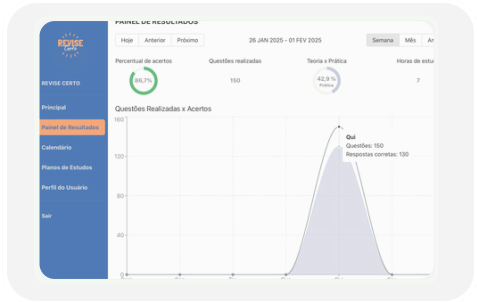 PAINEL DE RESULTADOS
REVISE
Certo
Hoje Anterior Próximo 26 JAN 2025 - 01 FEV 2025 Semana Mês
Percentual de acertos Questões realizadas Teoria x Prática Horas de
86,7% 150 42,9 % 7
Prática
REVISE CERTO
Principal
Painel de Resultados
Calendário
Planos de Estudos
Perfil do Usuário
Sair
Questões Realizadas x Acertos
160
120
80
40
0
Qui
Questões: 150
Respostas corretas: 130